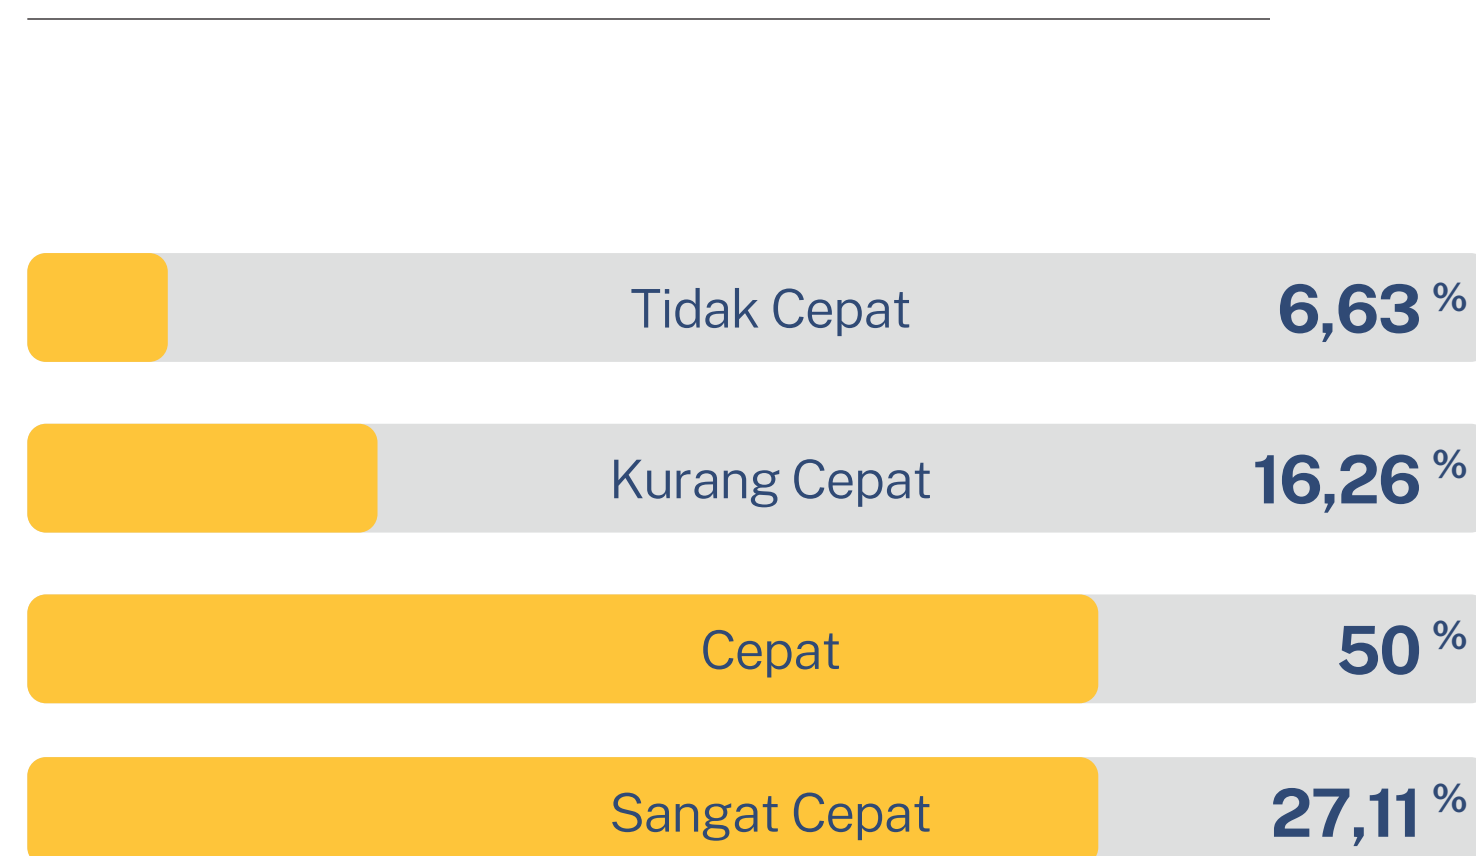 Tidak Cepat 6,63 %
Kurang Cepat 16,26 %
Cepat 50 %
Sangat Cepat 27,11 %